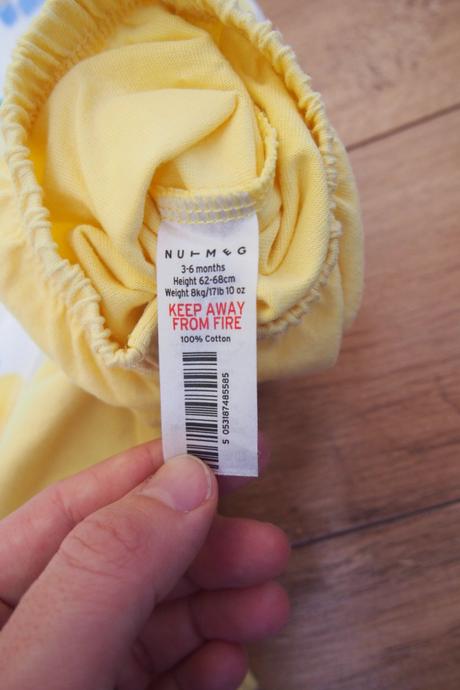 NUTMEG
3-6 months
Height 62-68cm
Weight 8kg/17lb 10 oz
KEEP AWAY
FROM FIRE
100% Cotton
5 053187485585